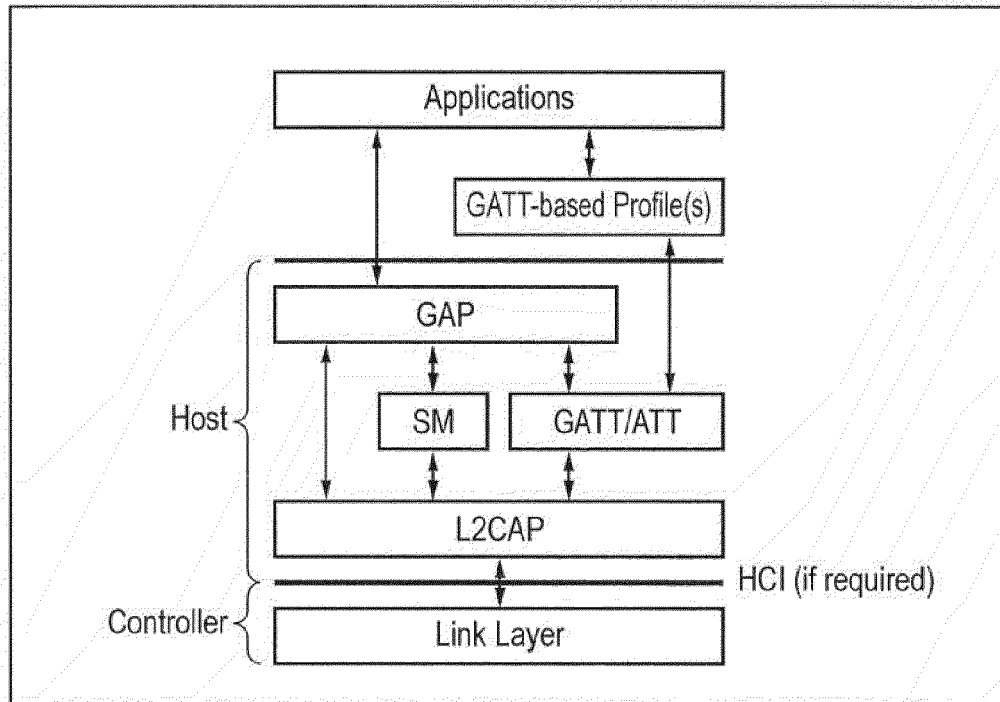 Applications
GATT-based Profile(s)
GAP
Host
SM
GATT/ATT
L2CAP
HCI (if required)
Controller
Link Layer